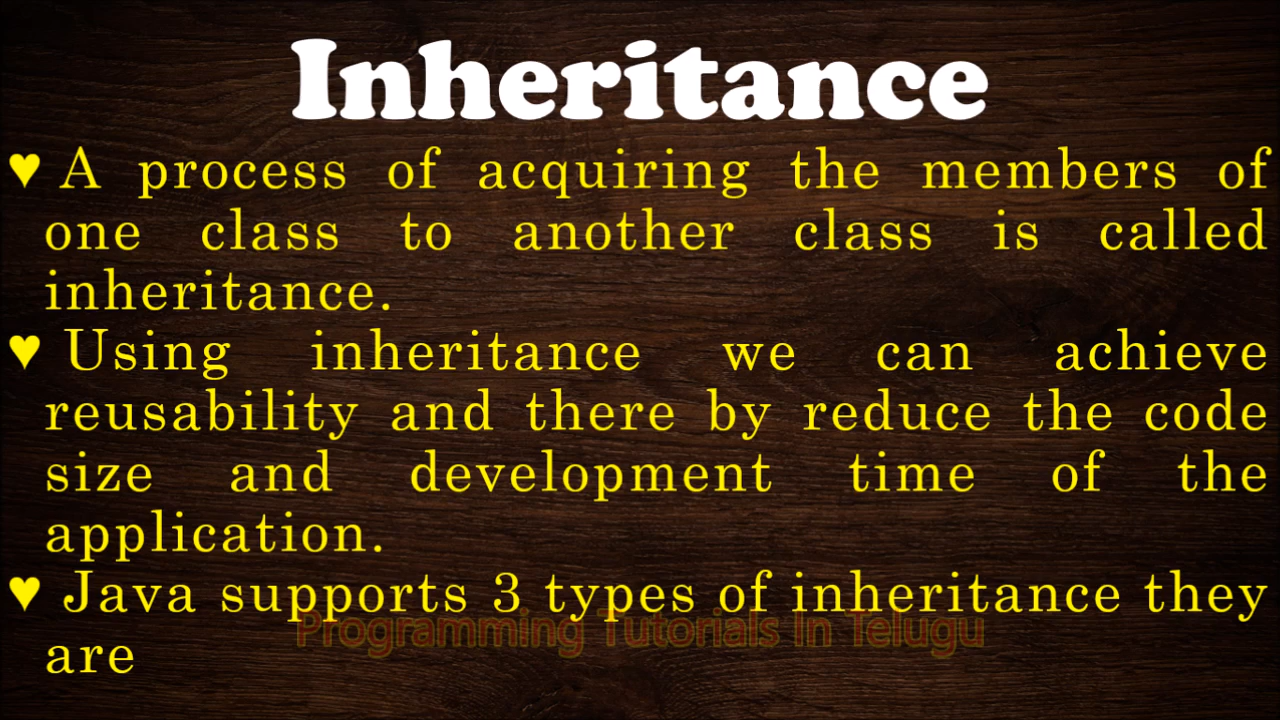 Inheritance
♥ A process of acquiring the members of
one class to another class is called
inheritance.
♥ Using inheritance we can achieve
reusability and there by reduce the code
size and development time of the
application.
♥ Java supports 3 types of inheritance they
Programming Tutorials In Telugu
are